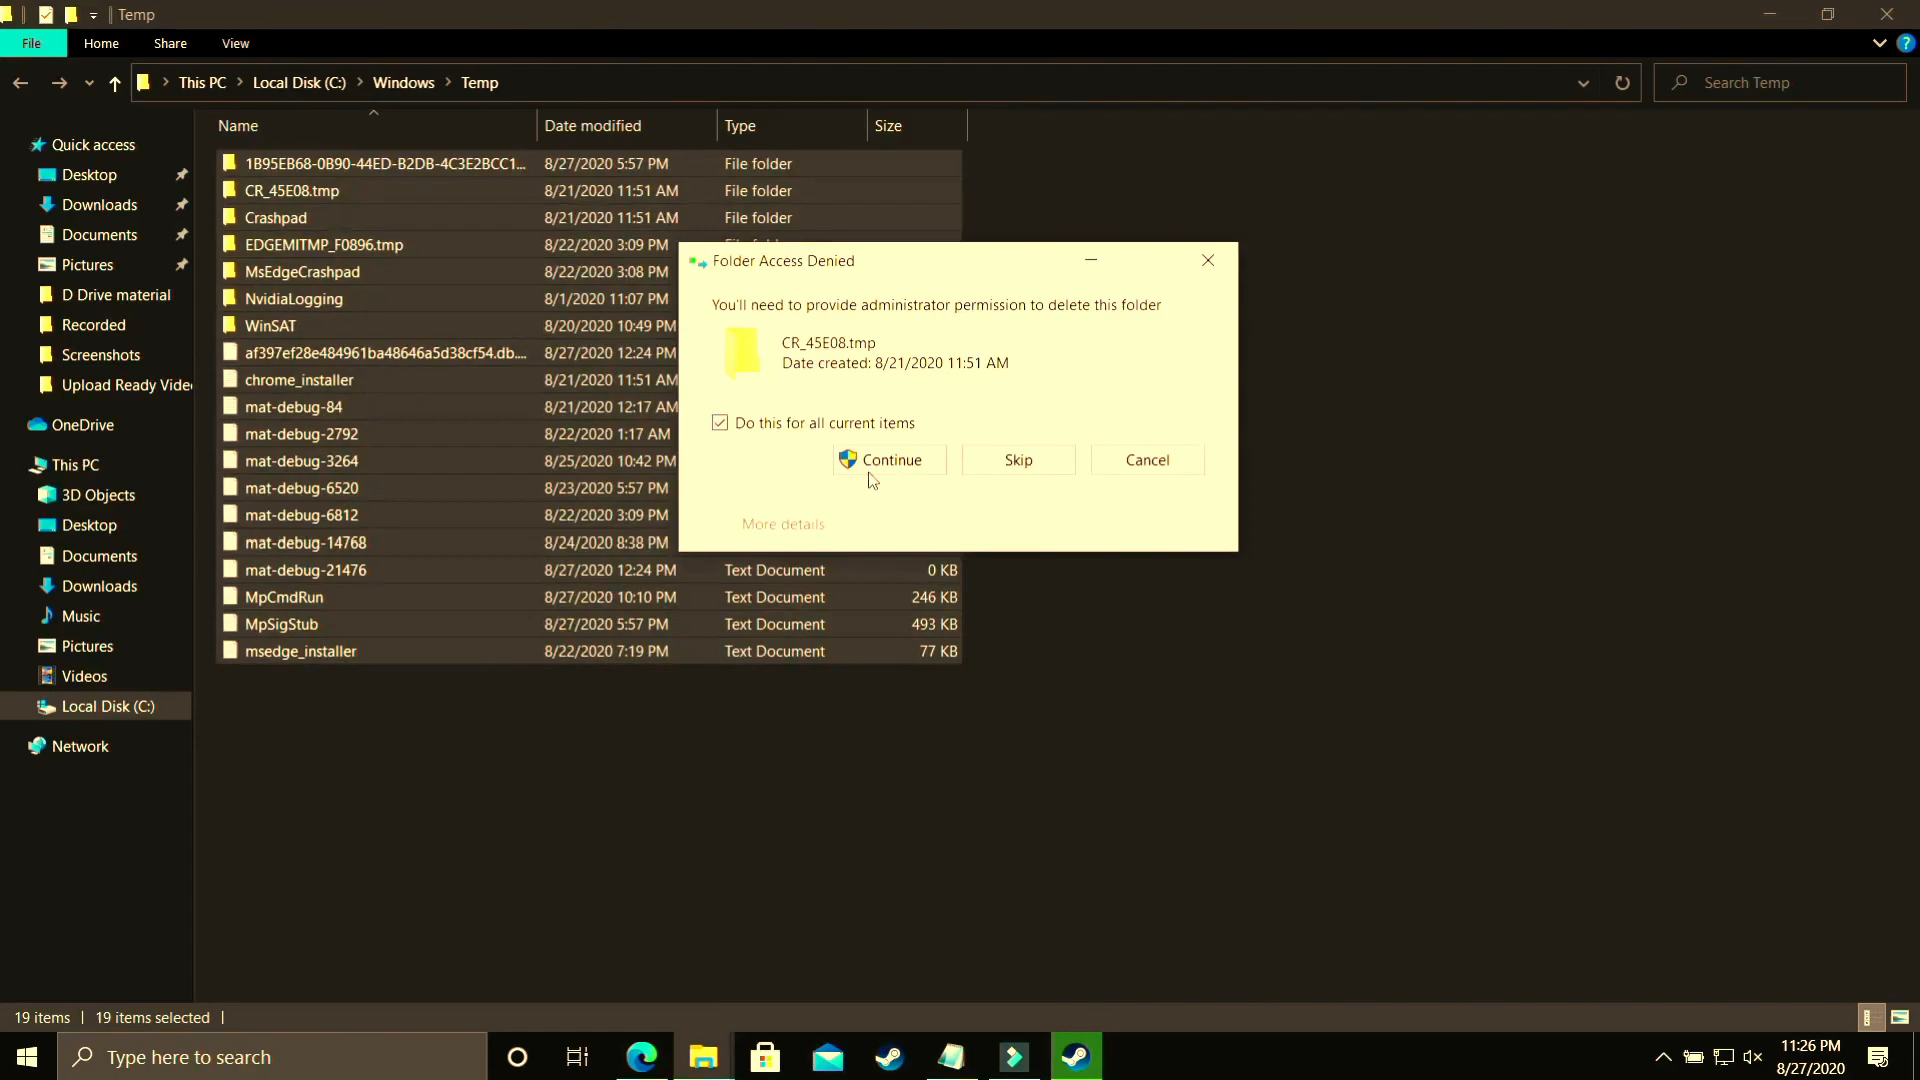 Temp
File Home Share View
This PC Local Disk (C:) Windows Temp
Search Temp
Name Date modified Type Size
Quick access
Desktop
Downloads
Documents
Pictures
D Drive material
Recorded
Screenshots
Upload Ready Vide
OneDrive
This PC
3D Objects
Desktop
Documents
Downloads
Music
Pictures
Videos
Local Disk (C:)
Network
1B95EB68-0B90-44ED-B2DB-4C3E2BCC1... 8/27/2020 5:57 PM File folder
CR_45E08.tmp 8/21/2020 11:51 AM File folder
Crashpad 8/21/2020 11:51 AM File folder
EDGEMITMP_F0896.tmp 8/22/2020 3:09 PM
MsEdgeCrashpad 8/22/2020 3:08 PM
NvidiaLogging 8/1/2020 11:07 PM
WinSAT 8/20/2020 10:49 PM
af397ef28e484961ba48646a5d38cf54.db.... 8/27/2020 12:24 PM
chrome_installer 8/21/2020 11:51 AM
mat-debug-84 8/21/2020 12:17 AM
mat-debug-2792 8/22/2020 1:17 AM
mat-debug-3264 8/25/2020 10:42 PM
mat-debug-6520 8/23/2020 5:57 PM
mat-debug-6812 8/22/2020 3:09 PM
mat-debug-14768 8/24/2020 8:38 PM
mat-debug-21476 8/27/2020 12:24 PM Text Document 0 KB
MpCmdRun 8/27/2020 10:10 PM Text Document 246 KB
MpSigStub 8/27/2020 5:57 PM Text Document 493 KB
msedge_installer 8/22/2020 7:19 PM Text Document 77 KB
Folder Access Denied
You'll need to provide administrator permission to delete this folder
CR_45E08.tmp
Date created: 8/21/2020 11:51 AM
Do this for all current items
Continue Skip Cancel
More details
19 items 19 items selected
Type here to search
11:26 PM
8/27/2020